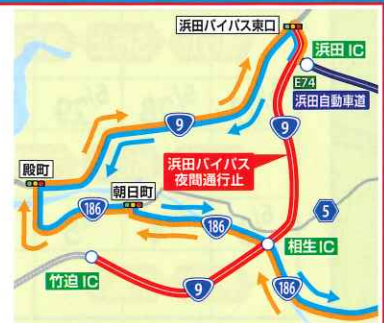 浜田バイパス東口
浜田 IC
E74
浜田自動車道
9
9
浜田バイパス
夜間通行止
殿町
朝日町
186
186
5
相生 IC
竹迫 IC
9
186